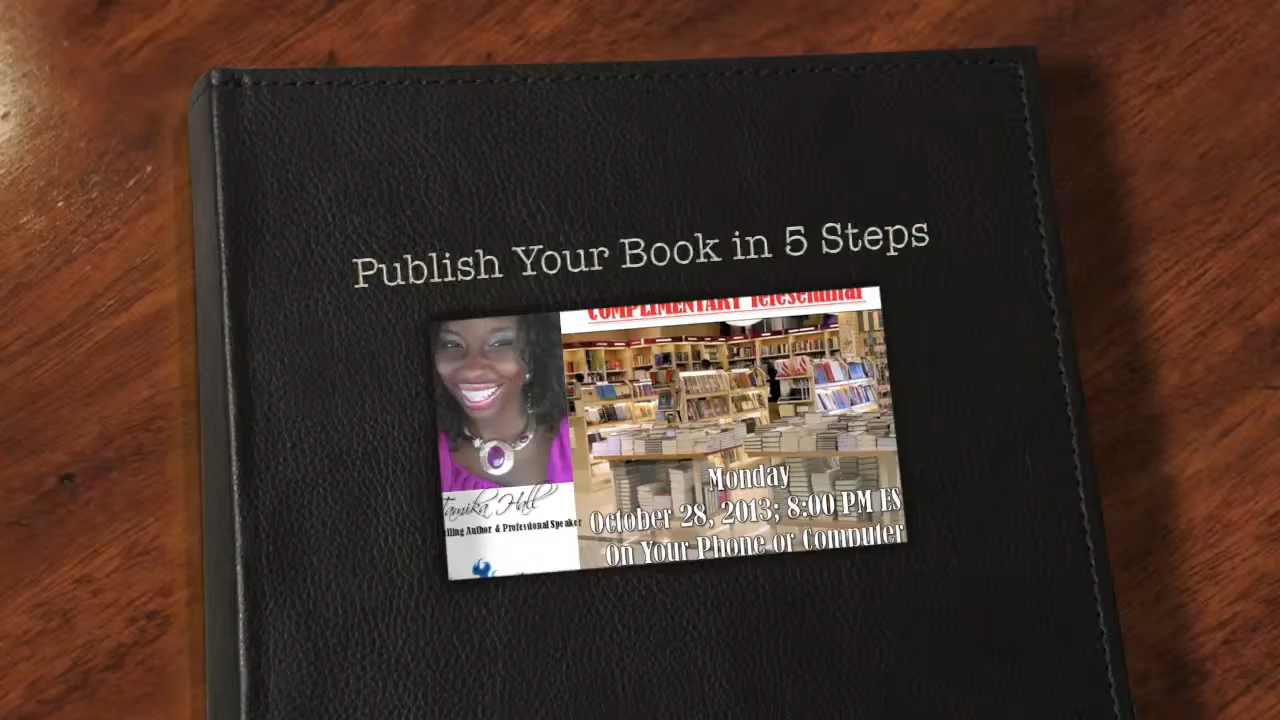 Publish Your Book in 5 Steps
COMPLIMENTARY Teleseminar
Tamika Hall
lling Author & Professional Speaker
Monday
October 28, 2013; 8:00 PM ES
On Your Phone or Computer